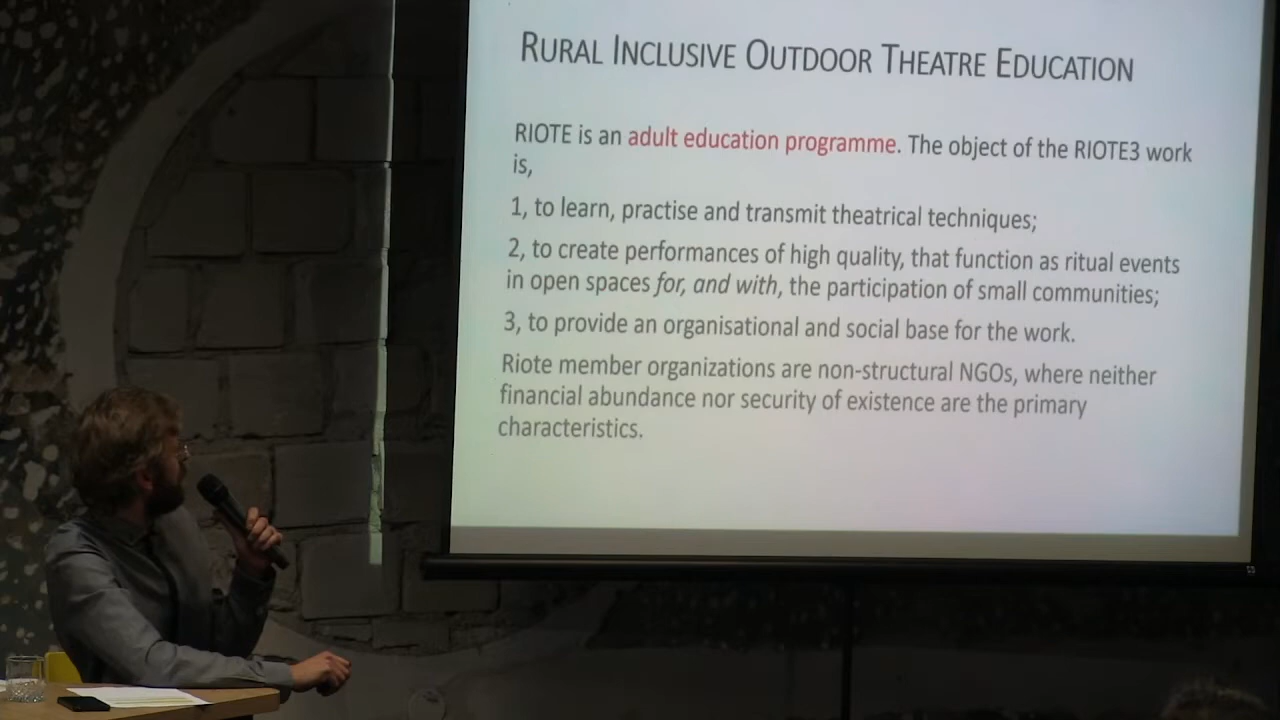 RURAL INCLUSIVE OUTDOOR THEATRE EDUCATION
RIOTE is an adult education programme. The object of the RIOTE3 work
is,
1, to learn, practise and transmit theatrical techniques;
2, to create performances of high quality, that function as ritual events
in open spaces for, and with, the participation of small communities;
3, to provide an organisational and social base for the work.
Riote member organizations are non-structural NGOs, where neither
financial abundance nor security of existence are the primary
characteristics.